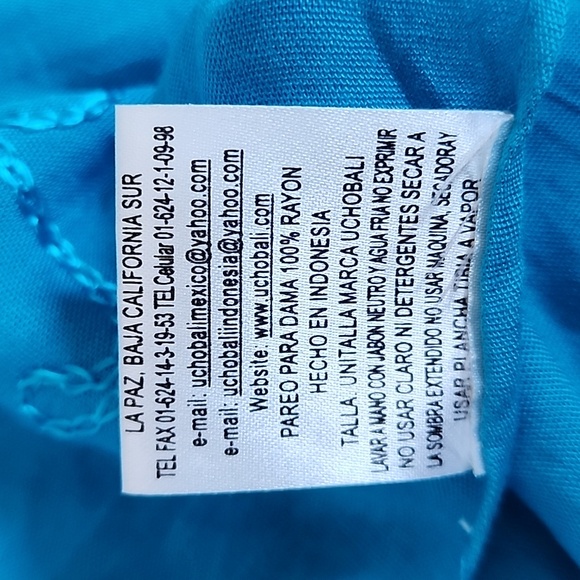 LA PAZ, BAJA CALIFORNIA SUR
TEL FAX 01-624-14-3-19-53 TELCelular 01-624-12-1-09-98
e-mail: uchobalimexico@yahoo.com
e-mail: uchobaliindonesia@yahoo.com
Website: www.uchobali.com
PAREO PARA DAMA 100% RAYON
HECHO EN INDONESIA
TALLA UNITALLA MARCA UCHOBALI
LAVAR A MANO CON JABON NEUTRO Y AGUA FRIA NO EXPRIMIR
NO USAR CLARO NI DETERGENTES SECAR A
LA SOMBRA EXTENDIDO NO USAR MAQUINA SECADORA Y
USAR PLANCHA TIBIA A VAPOR